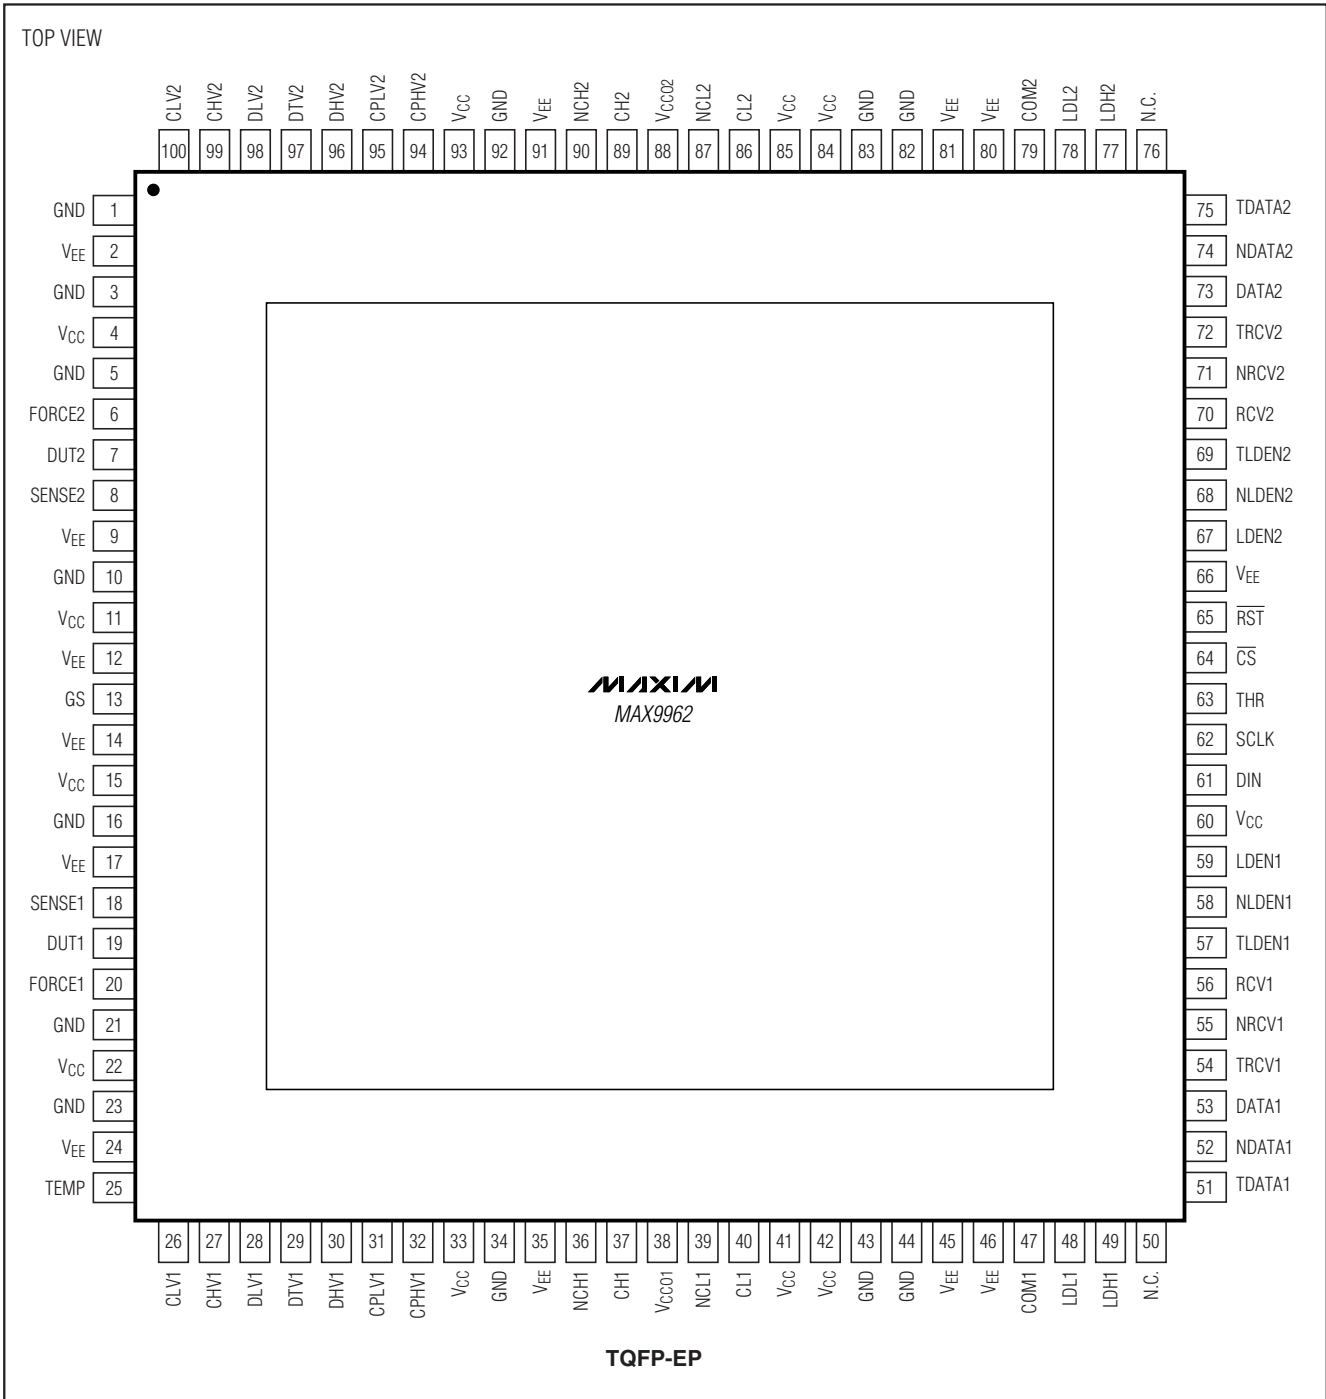 TOP VIEW
CLV2 CHV2 DLV2 DTV2 DHV2 CPLV2 CPHV2 VCC GND VEE NCH2 CH2 VCCO2 NCL2 CL2 VCC VCC GND GND VEE VEE COM2 LDL2 LDH2 N.C.
100 99 98 97 96 95 94 93 92 91 90 89 88 87 86 85 84 83 82 81 80 79 78 77 76
GND 1
VEE 2
GND 3
VCC 4
GND 5
FORCE2 6
DUT2 7
SENSE2 8
VEE 9
GND 10
VCC 11
VEE 12
GS 13
VEE 14
VCC 15
GND 16
VEE 17
SENSE1 18
DUT1 19
FORCE1 20
GND 21
VCC 22
GND 23
VEE 24
TEMP 25
MAXIM
MAX9962
75 TDATA2
74 NDATA2
73 DATA2
72 TRCV2
71 NRCV2
70 RCV2
69 TLDEN2
68 NLDEN2
67 LDEN2
66 VEE
65 R̅S̅T̅
64 C̅S̅
63 THR
62 SCLK
61 DIN
60 VCC
59 LDEN1
58 NLDEN1
57 TLDEN1
56 RCV1
55 NRCV1
54 TRCV1
53 DATA1
52 NDATA1
51 TDATA1
26 27 28 29 30 31 32 33 34 35 36 37 38 39 40 41 42 43 44 45 46 47 48 49 50
CLV1 CHV1 DLV1 DTV1 DHV1 CPLV1 CPHV1 VCC GND VEE NCH1 CH1 VCCO1 NCL1 CL1 VCC VCC GND GND VEE VEE COM1 LDL1 LDH1 N.C.
TQFP-EP